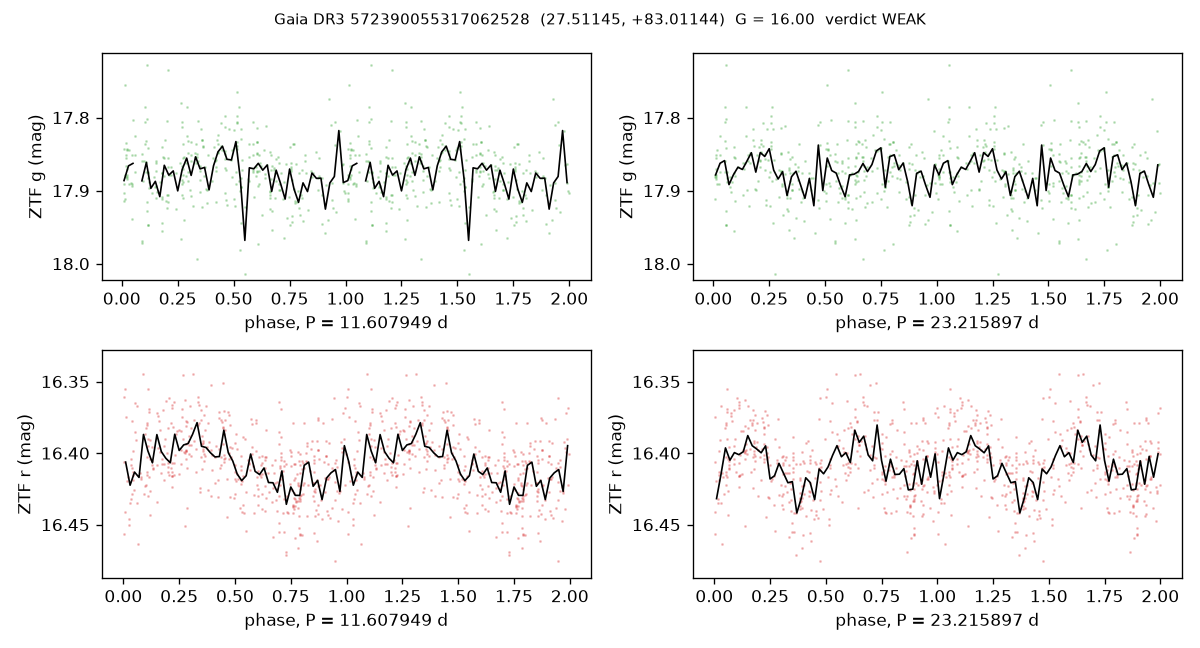 Gaia DR3 572390055317062528  (27.51145, +83.01144)  G = 16.00  verdict WEAK
ZTF g (mag)
17.8
17.9
18.0
0.00 0.25 0.50 0.75 1.00 1.25 1.50 1.75 2.00
phase, P = 11.607949 d
ZTF g (mag)
17.8
17.9
18.0
0.00 0.25 0.50 0.75 1.00 1.25 1.50 1.75 2.00
phase, P = 23.215897 d
ZTF r (mag)
16.35
16.40
16.45
0.00 0.25 0.50 0.75 1.00 1.25 1.50 1.75 2.00
phase, P = 11.607949 d
ZTF r (mag)
16.35
16.40
16.45
0.00 0.25 0.50 0.75 1.00 1.25 1.50 1.75 2.00
phase, P = 23.215897 d